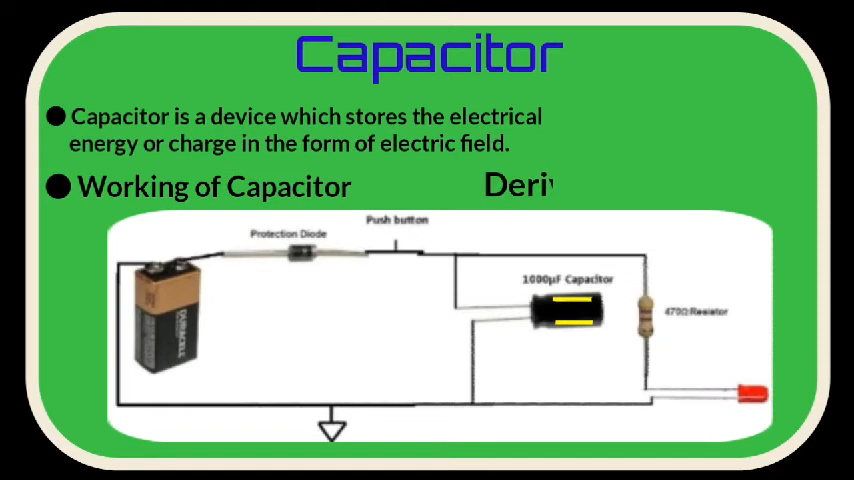 Capacitor
● Capacitor is a device which stores the electrical
energy or charge in the form of electric field.
● Working of Capacitor
Deriv
Push button
Protection Diode
1000µF Capacitor
470Ω Resistor
DURACELL